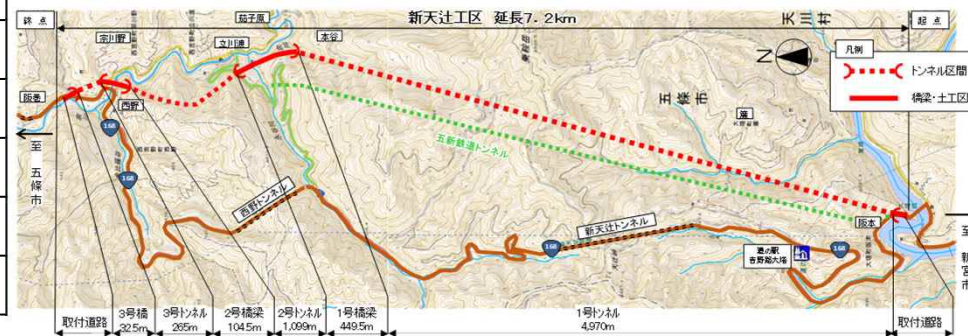 新天辻工区 延長7.2km
終点
起点
天川村
凡例
トンネル区間
橋梁・土工区
宗川野
茄子原
立川渡
本谷
阪巻
西野
168
168
至 五條市
五條市
五新鉄道トンネル
西野トンネル
新天辻トンネル
168
168
道の駅
吉野路大塔
阪本
至 新宮市
N
取付道路
3号橋
32.5m
3号トンネル
265m
2号橋梁
104.5m
2号トンネル
1,099m
1号橋梁
449.5m
1号トンネル
4,970m
取付道路